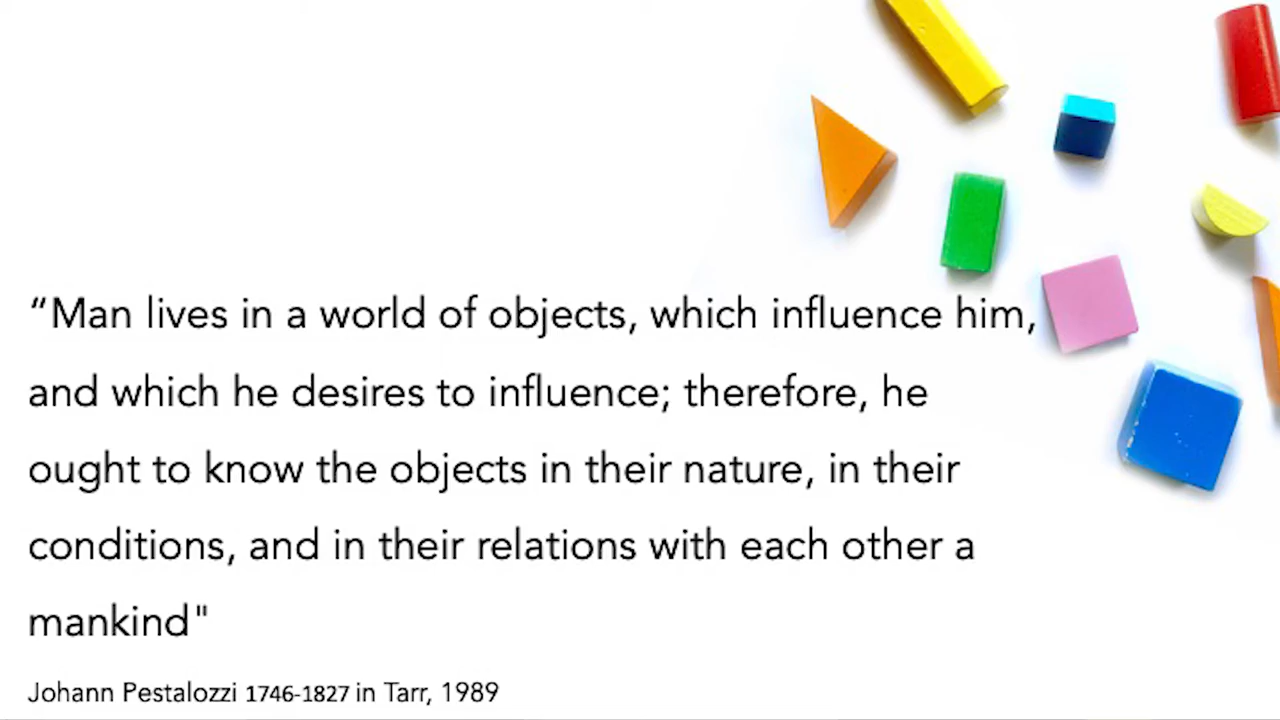 “Man lives in a world of objects, which influence him,
and which he desires to influence; therefore, he
ought to know the objects in their nature, in their
conditions, and in their relations with each other a
mankind"
Johann Pestalozzi 1746-1827 in Tarr, 1989